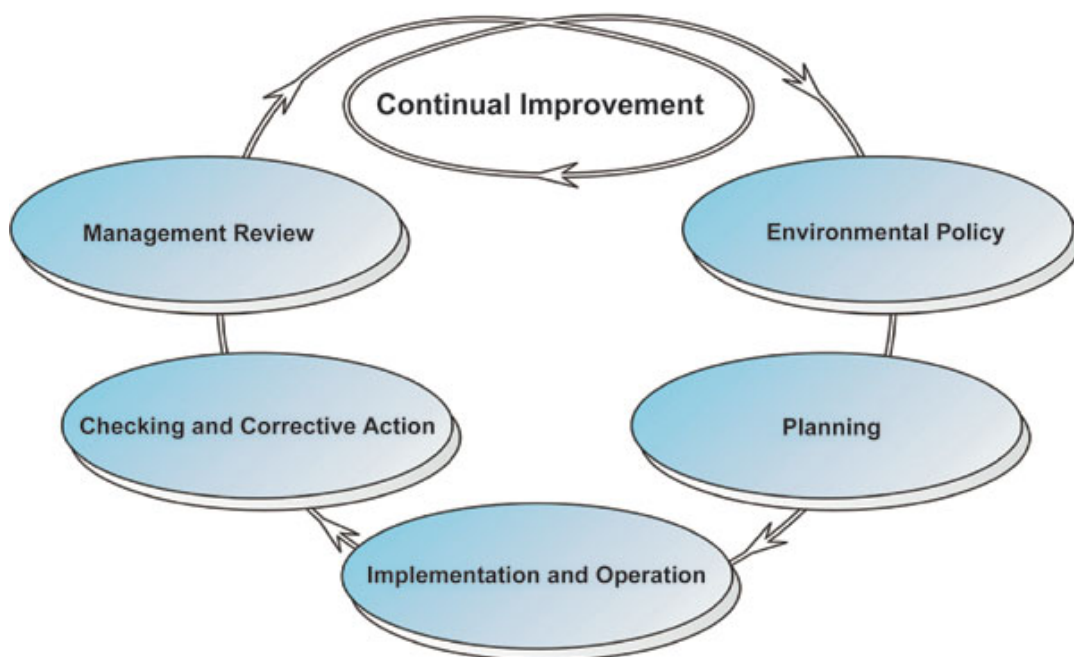 Continual Improvement
Management Review
Environmental Policy
Checking and Corrective Action
Planning
Implementation and Operation